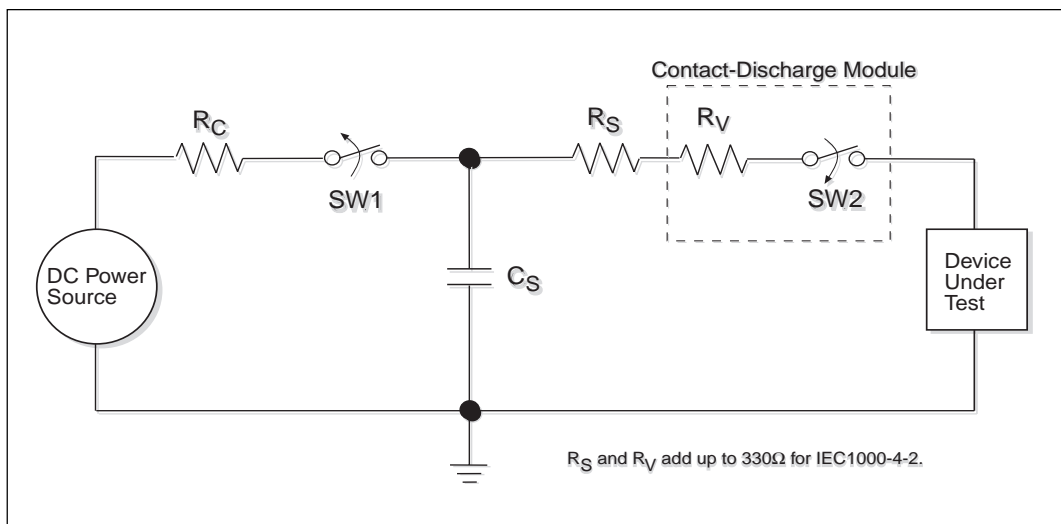 Contact-Discharge Module
RC
RS
RV
SW1
SW2
DC Power
Source
CS
Device
Under
Test
RS and RV add up to 330Ω for IEC1000-4-2.